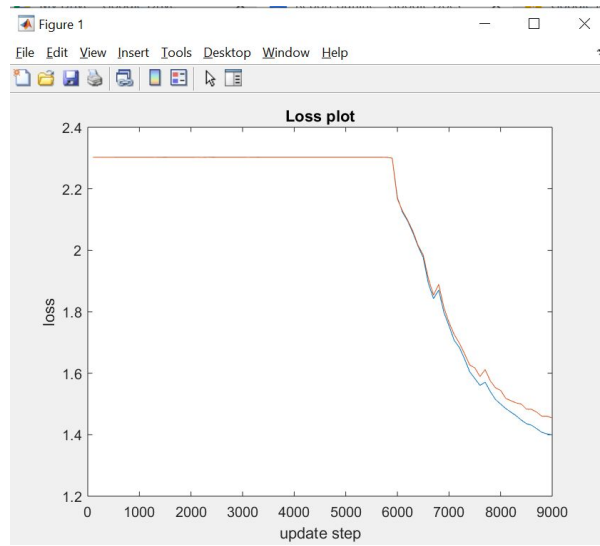 Figure 1
File Edit View Insert Tools Desktop Window Help
Loss plot
2.4
2.2
2
1.8
1.6
1.4
1.2
loss
0 1000 2000 3000 4000 5000 6000 7000 8000 9000
update step